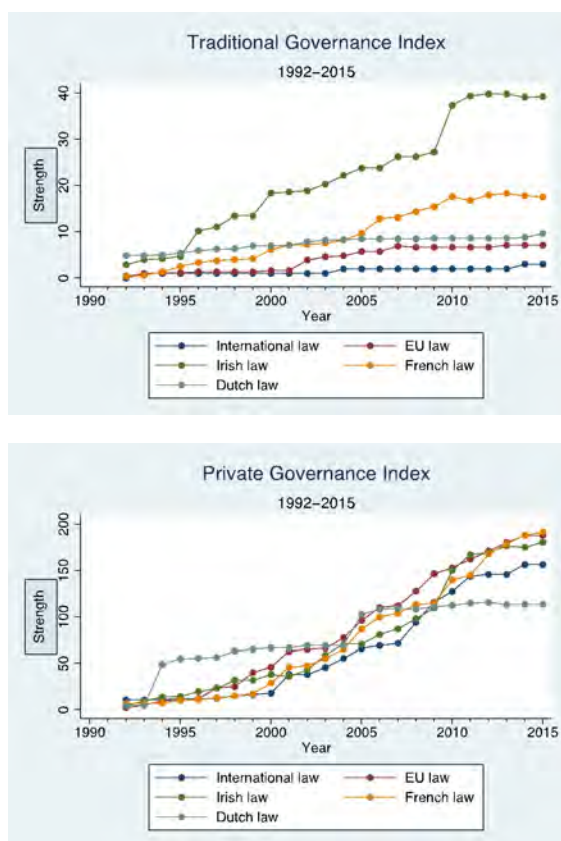 Traditional Governance Index
1992–2015
40
30
20
10
0
Strength
1990 1995 2000 2005 2010 2015
Year
International law EU law
Irish law French law
Dutch law
Private Governance Index
1992–2015
200
150
100
50
0
Strength
1990 1995 2000 2005 2010 2015
Year
International law EU law
Irish law French law
Dutch law